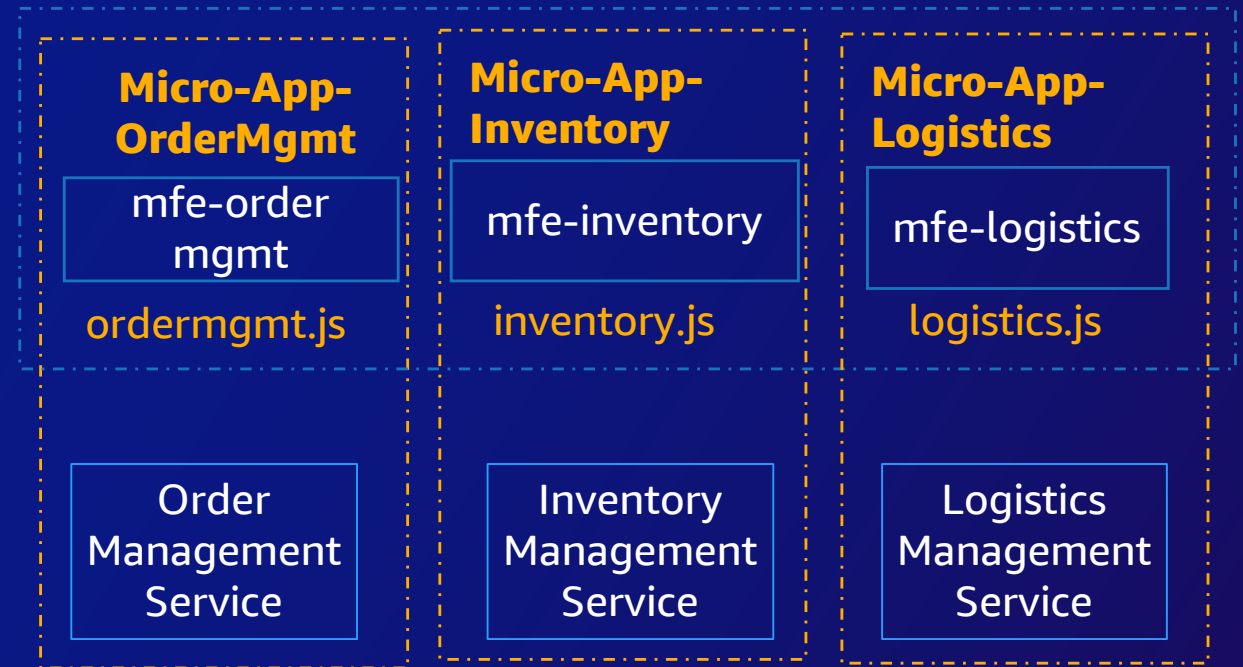 Micro-App-
OrderMgmt
mfe-order
mgmt
ordermgmt.js
Order
Management
Service
Micro-App-
Inventory
mfe-inventory
inventory.js
Inventory
Management
Service
Micro-App-
Logistics
mfe-logistics
logistics.js
Logistics
Management
Service